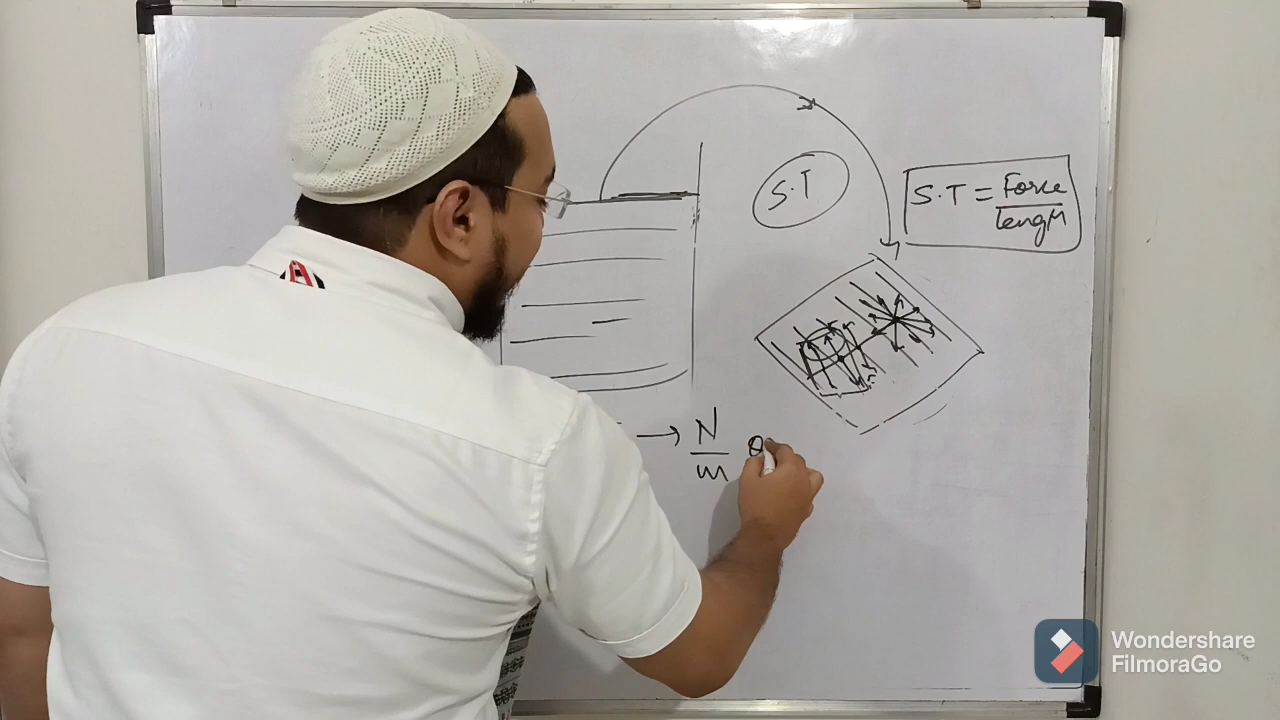 S.T
S.T = Force
length
→ N
m
Wondershare
FilmoraGo